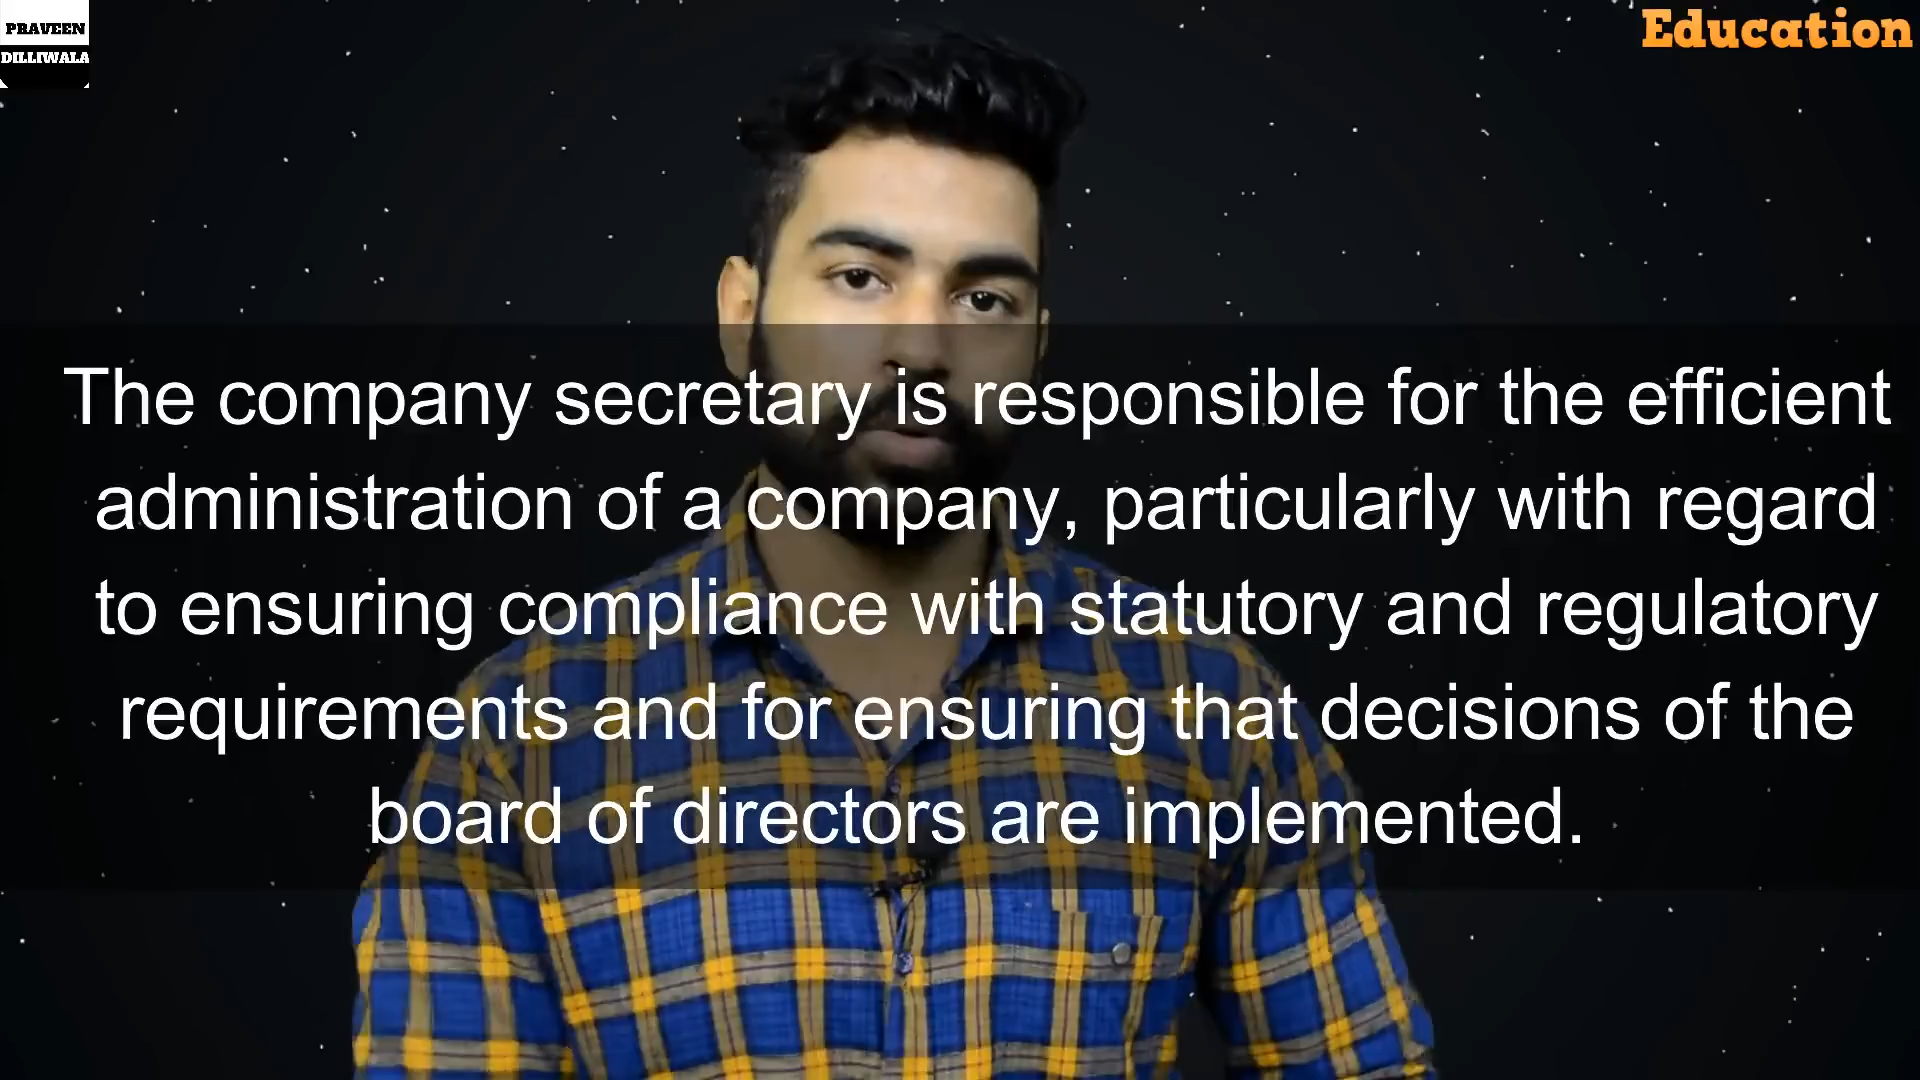 PRAVEEN
DILLIWALA
Education
The company secretary is responsible for the efficient
administration of a company, particularly with regard
to ensuring compliance with statutory and regulatory
requirements and for ensuring that decisions of the
board of directors are implemented.